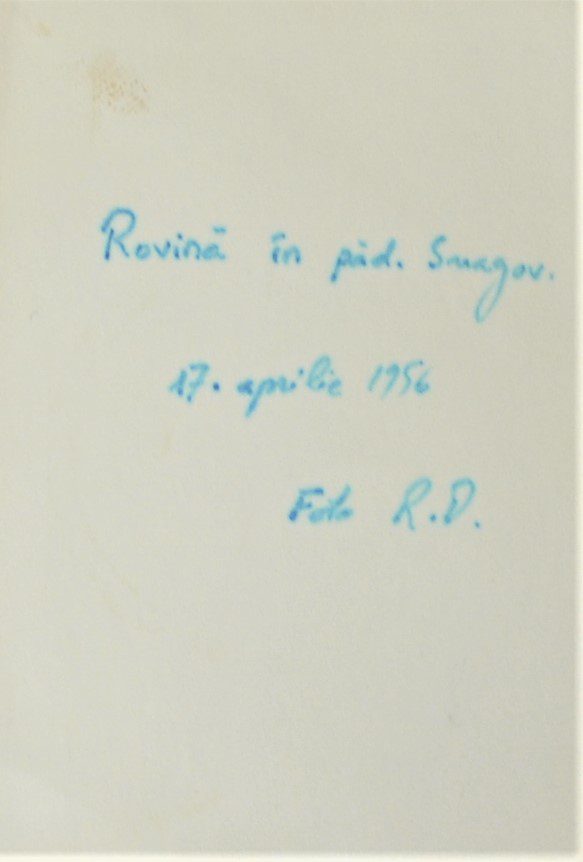 Rovină în păd. Snagov.
17. aprilie 1956
Foto R.D.